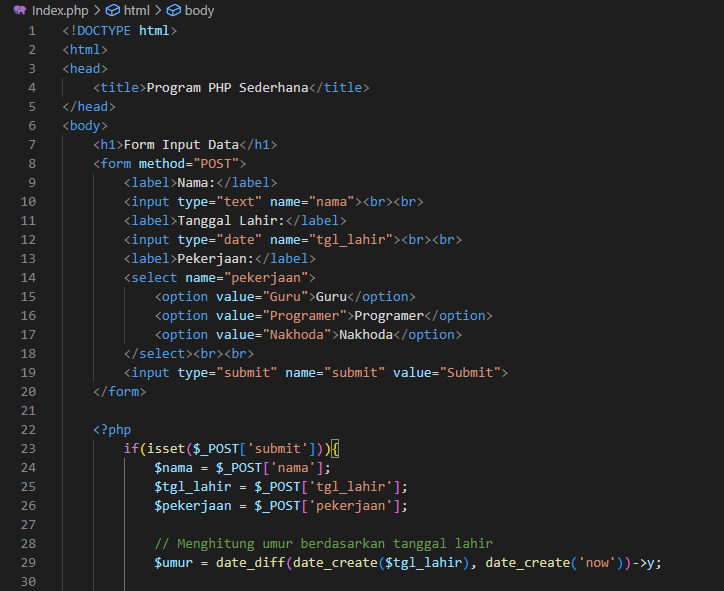 Index.php > html > body
1 <!DOCTYPE html>
2 <html>
3 <head>
4     <title>Program PHP Sederhana</title>
5 </head>
6 <body>
7     <h1>Form Input Data</h1>
8     <form method="POST">
9         <label>Nama:</label>
10         <input type="text" name="nama"><br><br>
11         <label>Tanggal Lahir:</label>
12         <input type="date" name="tgl_lahir"><br><br>
13         <label>Pekerjaan:</label>
14         <select name="pekerjaan">
15             <option value="Guru">Guru</option>
16             <option value="Programer">Programer</option>
17             <option value="Nakhoda">Nakhoda</option>
18         </select><br><br>
19         <input type="submit" name="submit" value="Submit">
20     </form>
21
22     <?php
23         if(isset($_POST['submit'])){
24             $nama = $_POST['nama'];
25             $tgl_lahir = $_POST['tgl_lahir'];
26             $pekerjaan = $_POST['pekerjaan'];
27
28             // Menghitung umur berdasarkan tanggal lahir
29             $umur = date_diff(date_create($tgl_lahir), date_create('now'))->y;
30